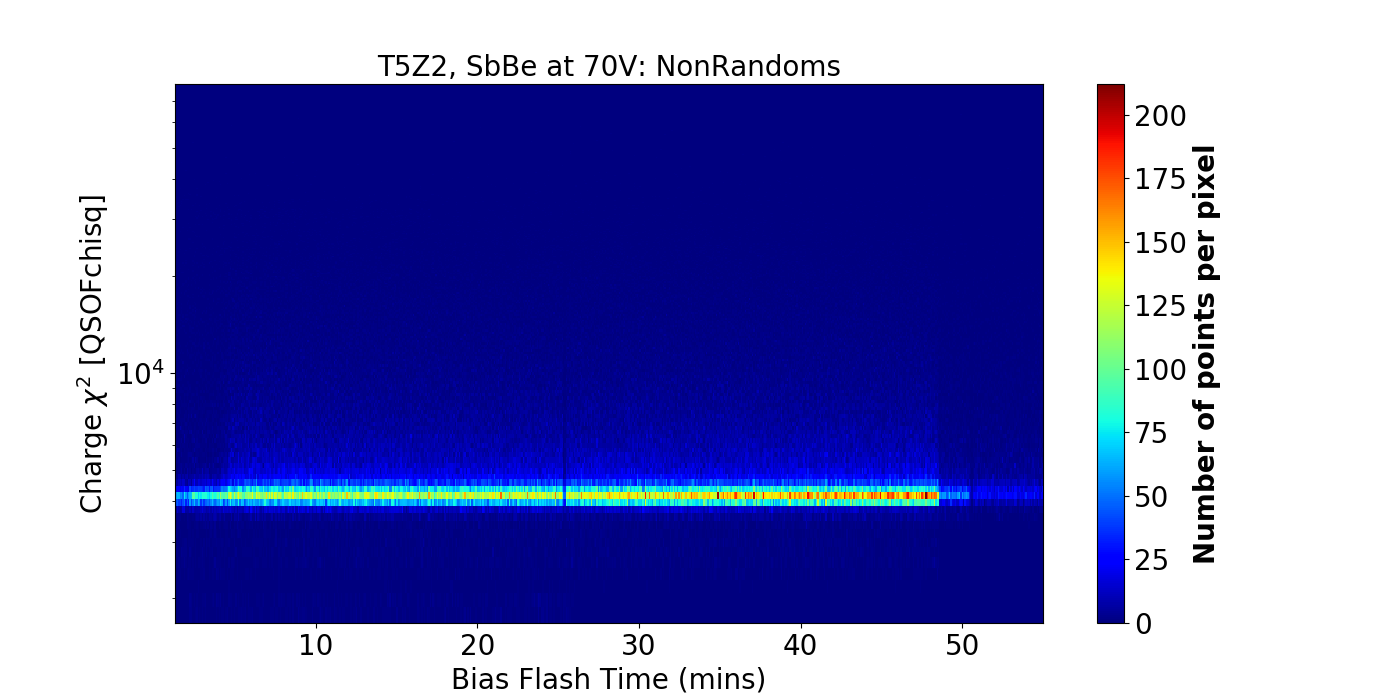 T5Z2, SbBe at 70V: NonRandoms
Charge χ² [QSOFchisq]
10⁴
10 20 30 40 50
Bias Flash Time (mins)
200
175
150
125
100
75
50
25
0
Number of points per pixel